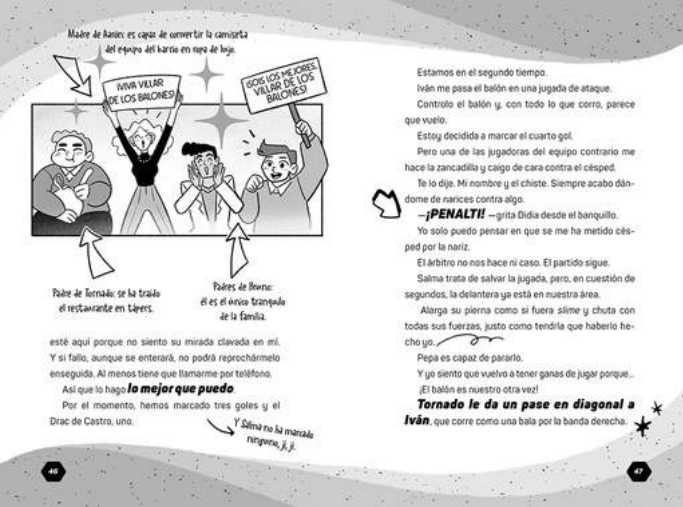 Madre de Aarón: es capaz de convertir la camiseta
del equipo del barrio en ropa de lujo.
¡VIVA VILLAR
DE LOS BALONES!
¡SOIS LOS MEJORES,
VILLAR DE LOS
BALONES!
Padre de Tornado: se ha traído
el restaurante en tápers.
Padres de Bruno:
él es el único tranquilo
de la familia.
esté aquí porque no siento su mirada clavada en mí.
Y si fallo, aunque se enterará, no podrá reprochármelo
enseguida. Al menos tiene que llamarme por teléfono.
Así que lo hago lo mejor que puedo.
Por el momento, hemos marcado tres goles y el
Drac de Castro, uno.
Y Salma no ha marcado
ninguno, ji, ji.
46
Estamos en el segundo tiempo.
Iván me pasa el balón en una jugada de ataque.
Controlo el balón y, con todo lo que corro, parece
que vuelo.
Estoy decidida a marcar el cuarto gol.
Pero una de las jugadoras del equipo contrario me
hace la zancadilla y caigo de cara contra el césped.
Te lo dije. Mi nombre y el chiste. Siempre acabo dán-
dome de narices contra algo.
—¡PENALTI! —grita Didia desde el banquillo.
Yo solo puedo pensar en que se me ha metido cés-
ped por la nariz.
El árbitro no nos hace ni caso. El partido sigue.
Salma trata de salvar la jugada, pero, en cuestión de
segundos, la delantera ya está en nuestra área.
Alarga su pierna como si fuera slime y chuta con
todas sus fuerzas, justo como tendría que haberlo he-
cho yo.
Pepa es capaz de pararlo.
Y yo siento que vuelvo a tener ganas de jugar porque...
¡El balón es nuestro otra vez!
Tornado le da un pase en diagonal a
Iván, que corre como una bala por la banda derecha.
47